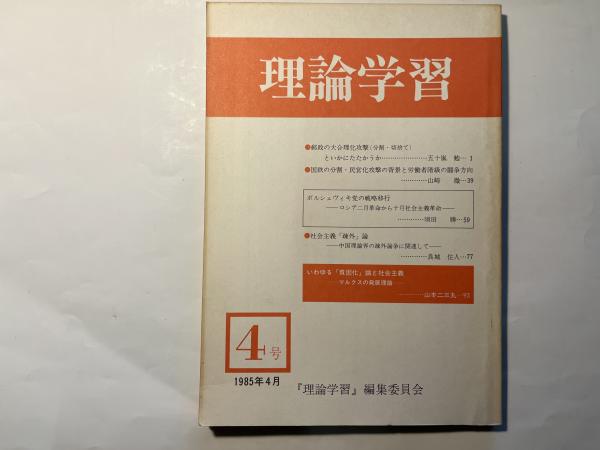 理論学習
●郵政の大合理化攻撃（分割・切捨て）
といかにたたかうか…………………五十嵐 … 1
●国鉄の分割・民営化攻撃の背景と労働者階級の闘争方向
…………山崎 徹…39
ボルシェヴィキ党の戦略移行
――ロシア二月革命から十月社会主義革命――
…………須田 …59
●社会主義「疎外」論
――中国理論界の疎外論争に関連して――
…………真城 住人…77
いわゆる「貧困化」論と社会主義
――マルクスの発展理論――
…………山本二三丸…93
4号
1985年4月
『理論学習』編集委員会